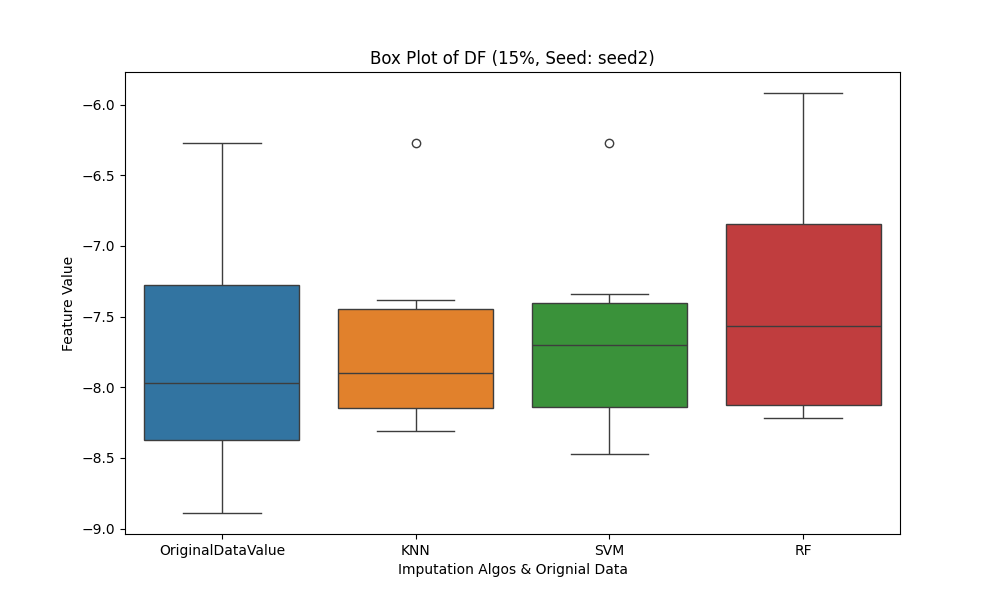 Box Plot of DF (15%, Seed: seed2)
−6.0
−6.5
−7.0
−7.5
−8.0
−8.5
−9.0
Feature Value
OriginalDataValue
KNN
SVM
RF
Imputation Algos & Orignial Data